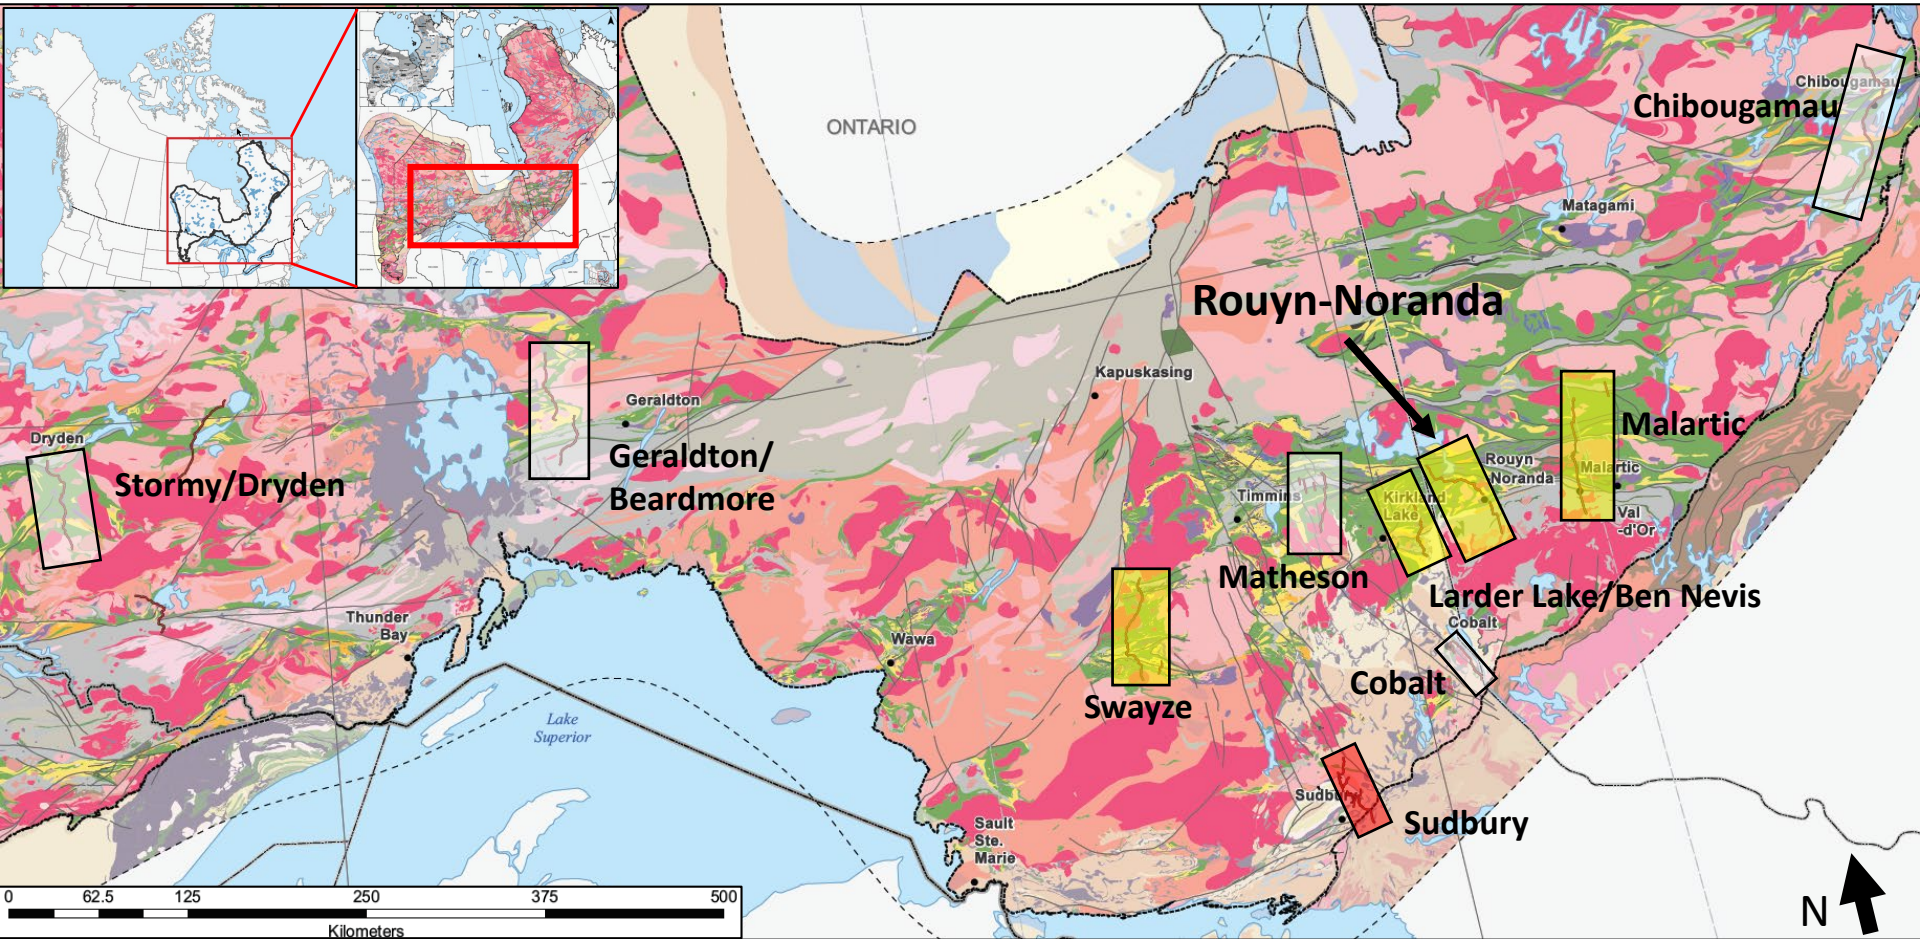 ONTARIO
Chibougamau
Chibougamau
Matagami
Rouyn-Noranda
Kapuskasing
Geraldton
Geraldton/
Beardmore
Dryden
Stormy/Dryden
Malartic
Malartic
Rouyn
Noranda
Val
-d'Or
Timmins
Kirkland
Lake
Matheson
Larder Lake/Ben Nevis
Cobalt
Cobalt
Thunder
Bay
Wawa
Swayze
Lake
Superior
Sudbury
Sudbury
Sault
Ste.
Marie
0 62.5 125 250 375 500
Kilometers
N